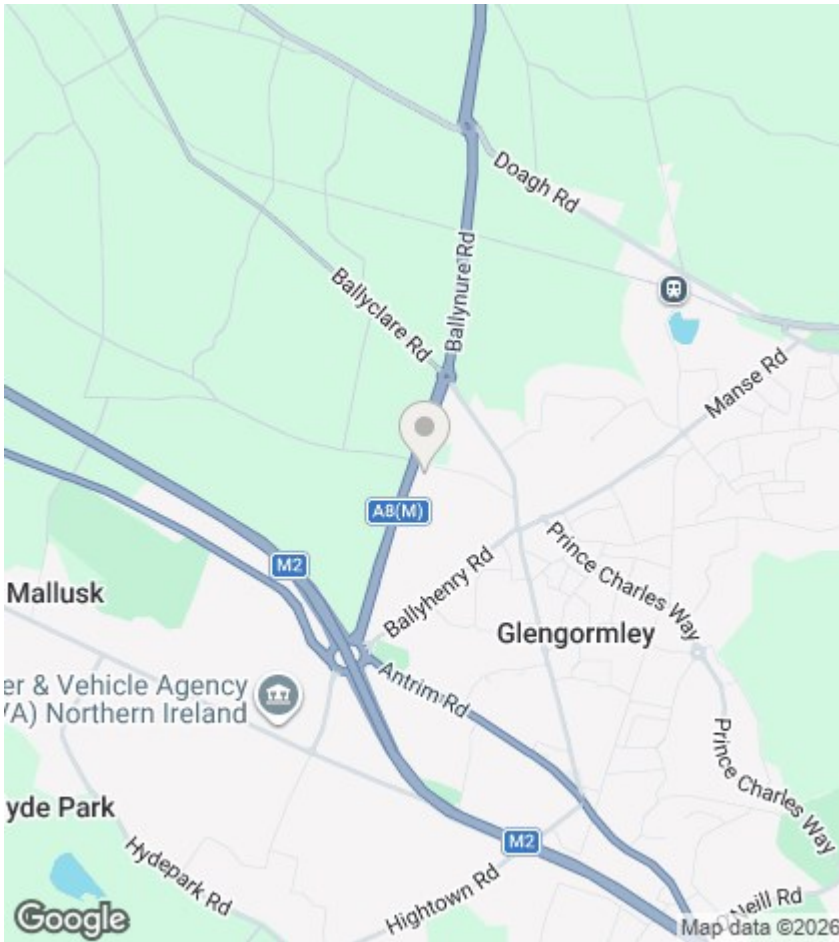 Doagh Rd
Ballynure Rd
Ballyclare Rd
Manse Rd
A8(M)
M2
Prince Charles Way
Ballyhenry Rd
Mallusk
Glengormley
er & Vehicle Agency
/A) Northern Ireland
Antrim Rd
Prince Charles Way
yde Park
M2
Hydepark Rd
Hightown Rd
O'Neill Rd
Google
Map data ©2026